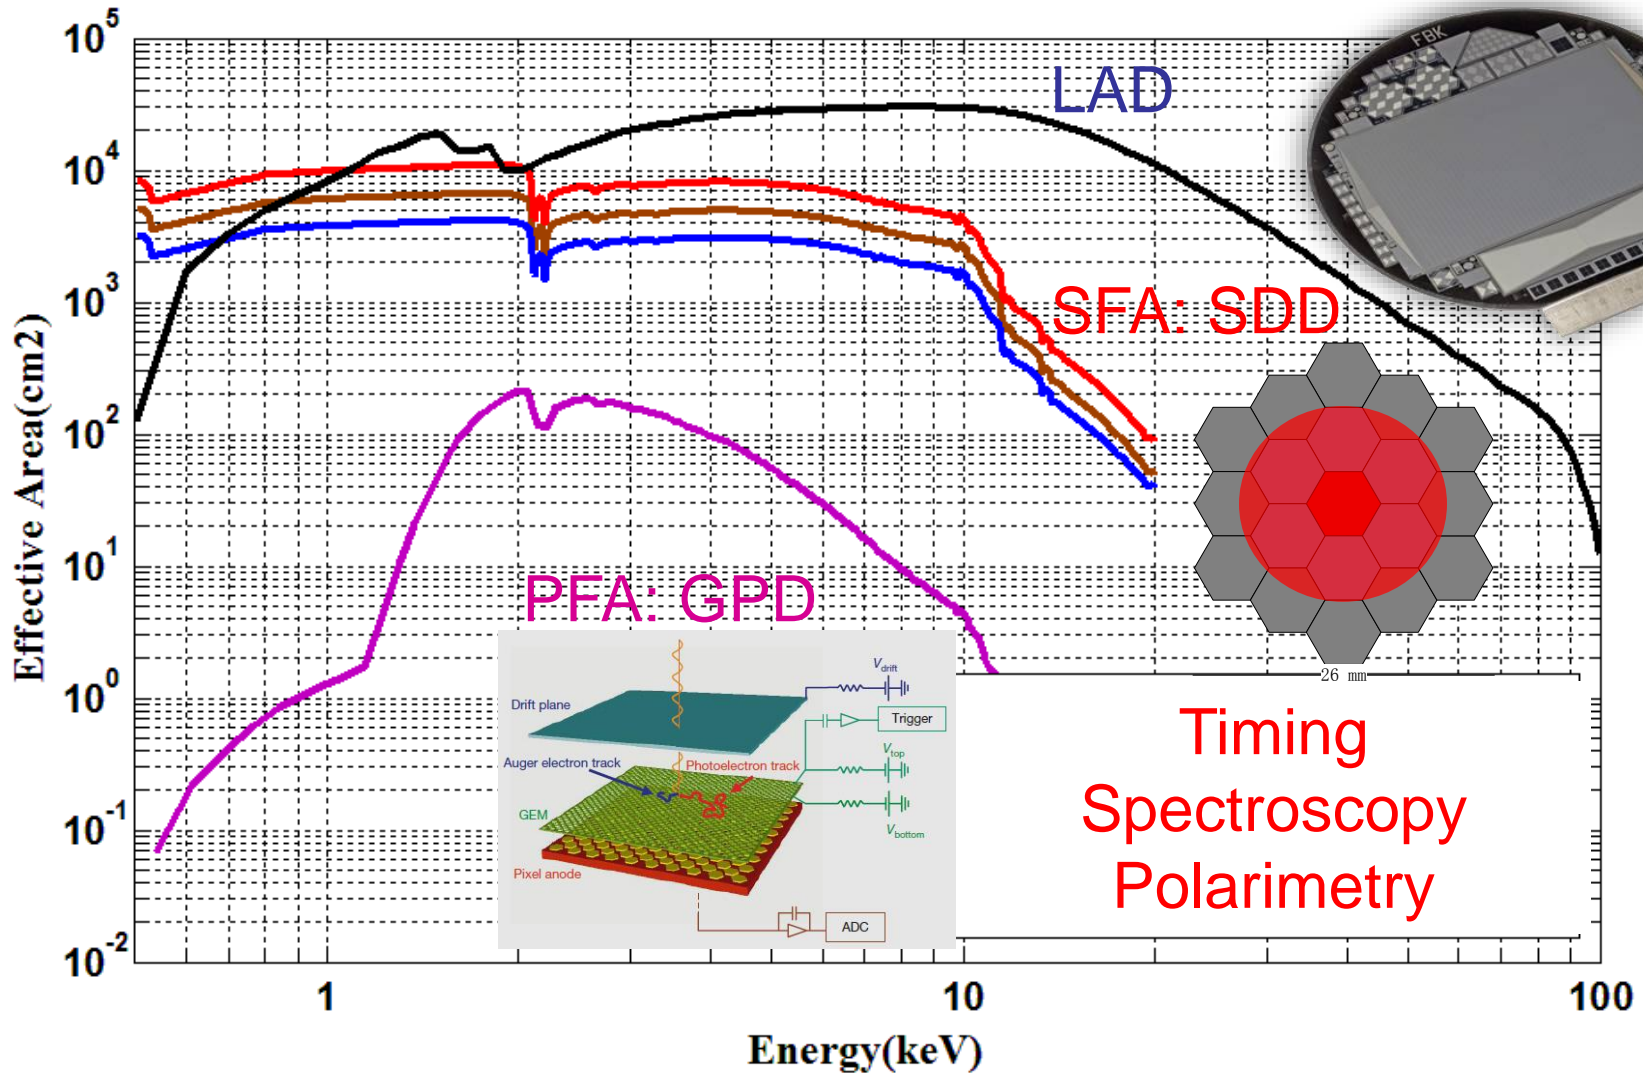 Effective Area(cm2)
10^5
10^4
10^3
10^2
10^1
10^0
10^-1
10^-2
LAD
FBK
SFA: SDD
26 mm
PFA: GPD
Drift plane
V_drift
Trigger
Auger electron track
Photoelectron track
V_top
GEM
V_bottom
Pixel anode
ADC
Timing
Spectroscopy
Polarimetry
1
10
100
Energy(keV)